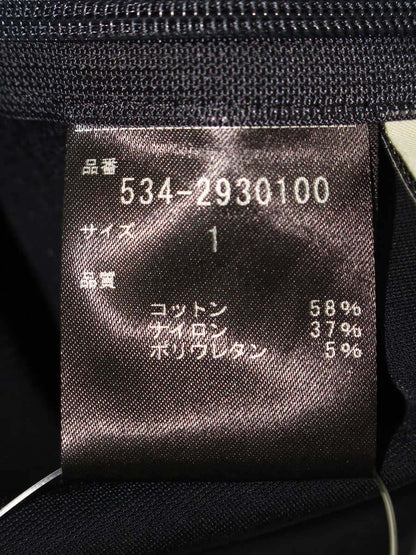 品番
534-2930100
サイズ 1
品質
コットン 58%
ナイロン 37%
ポリウレタン 5%